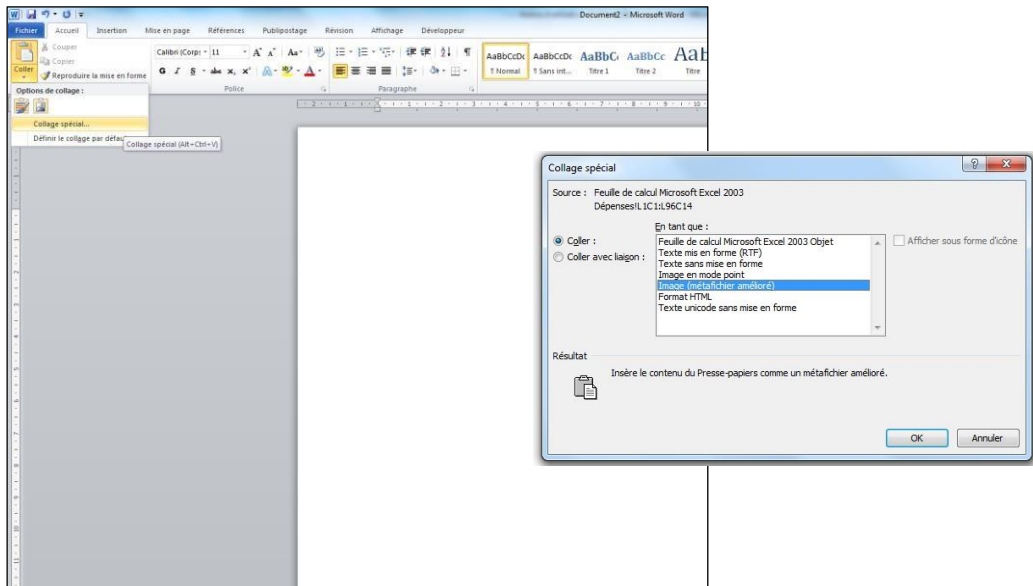 Document2 - Microsoft Word
Fichier Accueil Insertion Mise en page Références Publipostage Révision Affichage Développeur
Coller
Couper
Copier
Reproduire la mise en forme
Calibri (Corp: 11
G I S abc x, x²
Police
Paragraphe
AaBbCcDc AaBbCcDc AaBbC AaBbCc AaB
¶ Normal ¶ Sans int... Titre 1 Titre 2 Titre
Options de collage :
Collage spécial...
Définir le collage par défau
Collage spécial (Alt+Ctrl+V)
Collage spécial
Source : Feuille de calcul Microsoft Excel 2003
Dépenses!L1C1:L96C14
En tant que :
Coller :
Coller avec liaison :
Feuille de calcul Microsoft Excel 2003 Objet
Texte mis en forme (RTF)
Texte sans mise en forme
Image en mode point
Image (métafichier amélioré)
Format HTML
Texte unicode sans mise en forme
Afficher sous forme d'icône
Résultat
Insère le contenu du Presse-papiers comme un métafichier amélioré.
OK Annuler